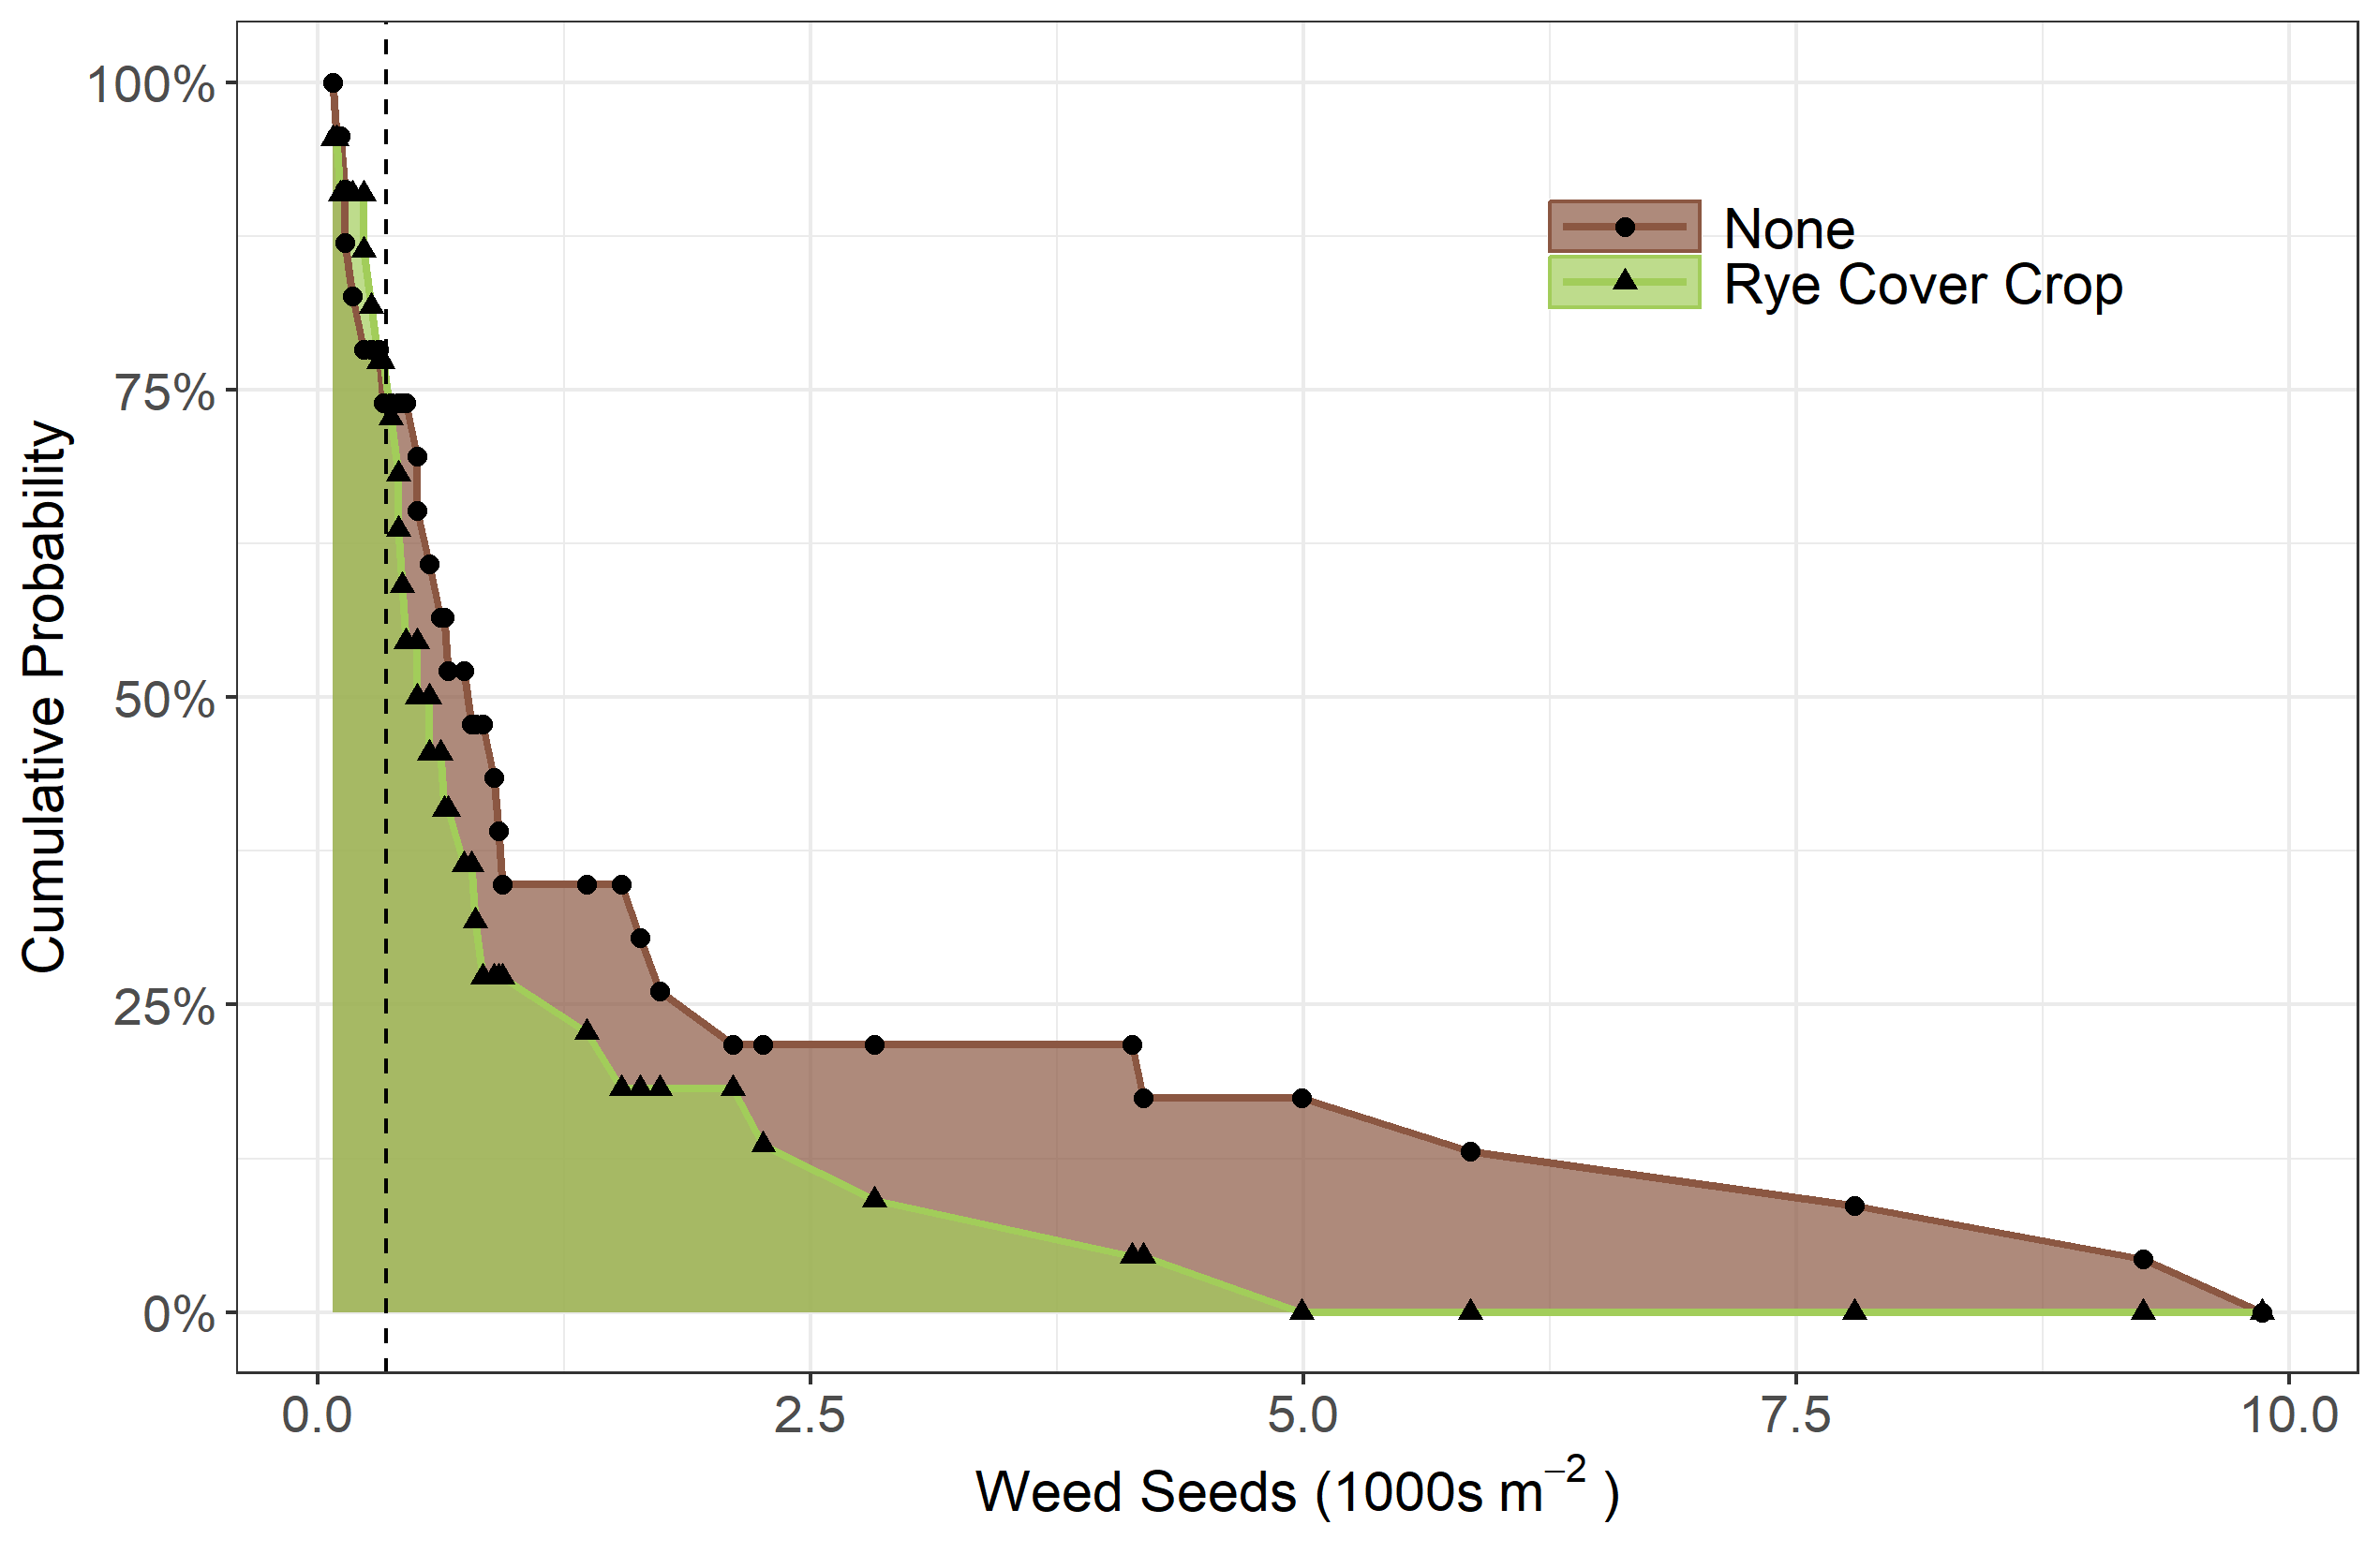 100%
75%
50%
25%
0%
Cumulative Probability
None
Rye Cover Crop
0.0 2.5 5.0 7.5 10.0
Weed Seeds (1000s m⁻² )